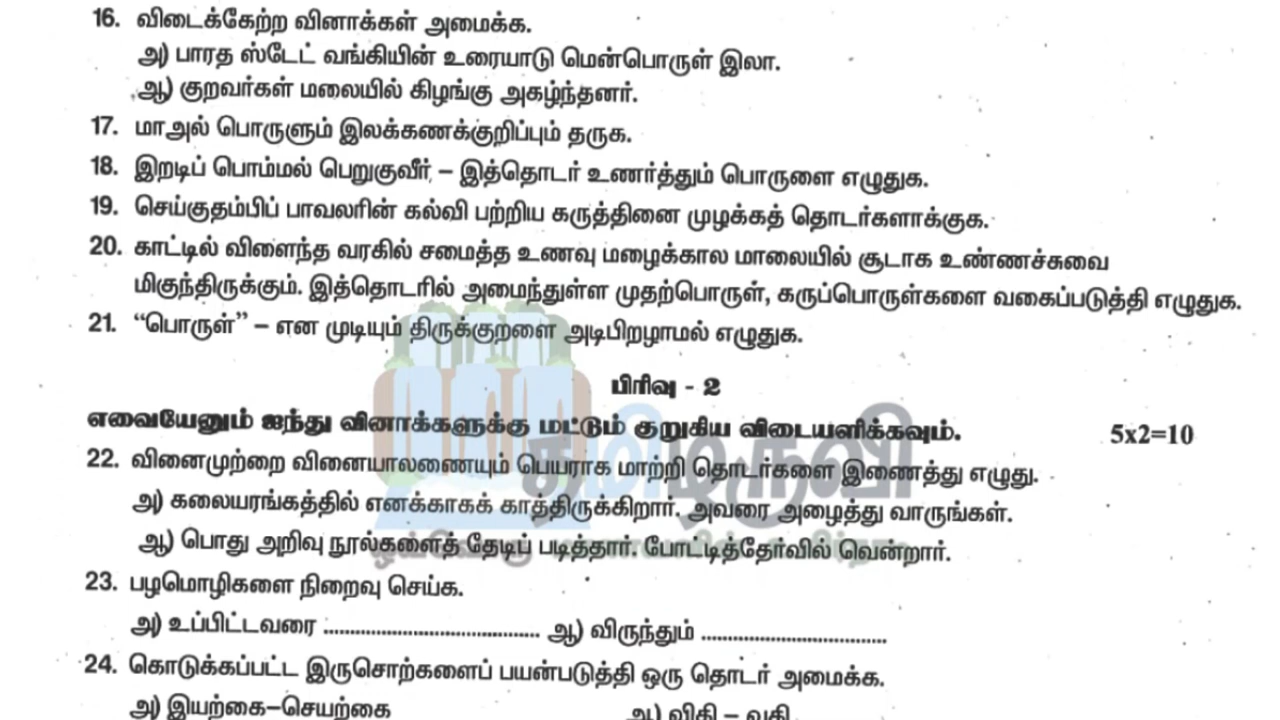 16. விடைக்கேற்ற வினாக்கள் அமைக்க.
அ) பாரத ஸ்டேட் வங்கியின் உரையாடு மென்பொருள் இலா.
ஆ) குறவர்கள் மலையில் கிழங்கு அகழ்ந்தனர்.
17. மாஅல் பொருளும் இலக்கணக்குறிப்பும் தருக.
18. இறடிப் பொம்மல் பெறுகுவீர் – இத்தொடர் உணர்த்தும் பொருளை எழுதுக.
19. செய்குதம்பிப் பாவலரின் கல்வி பற்றிய கருத்தினை முழக்கத் தொடர்களாக்குக.
20. காட்டில் விளைந்த வரகில் சமைத்த உணவு மழைக்கால மாலையில் சூடாக உண்ணச்சுவை
மிகுந்திருக்கும். இத்தொடரில் அமைந்துள்ள முதற்பொருள், கருப்பொருள்களை வகைப்படுத்தி எழுதுக.
21. “பொருள்” – என முடியும் திருக்குறளை அடிபிறழாமல் எழுதுக.
பிரிவு - 2
எவையேனும் ஐந்து வினாக்களுக்கு மட்டும் குறுகிய விடையளிக்கவும். 5x2=10
22. வினைமுற்றை வினையாலணையும் பெயராக மாற்றி தொடர்களை இணைத்து எழுது.
அ) கலையரங்கத்தில் எனக்காகக் காத்திருக்கிறார். அவரை அழைத்து வாருங்கள்.
ஆ) பொது அறிவு நூல்களைத் தேடிப் படித்தார். போட்டித்தேர்வில் வென்றார்.
23. பழமொழிகளை நிறைவு செய்க.
அ) உப்பிட்டவரை ........................................ ஆ) விருந்தும் ........................................
24. கொடுக்கப்பட்ட இருசொற்களைப் பயன்படுத்தி ஒரு தொடர் அமைக்க.
அ) இயற்கை–செயற்கை ஆ) விதி – வதி
தமிழருவி